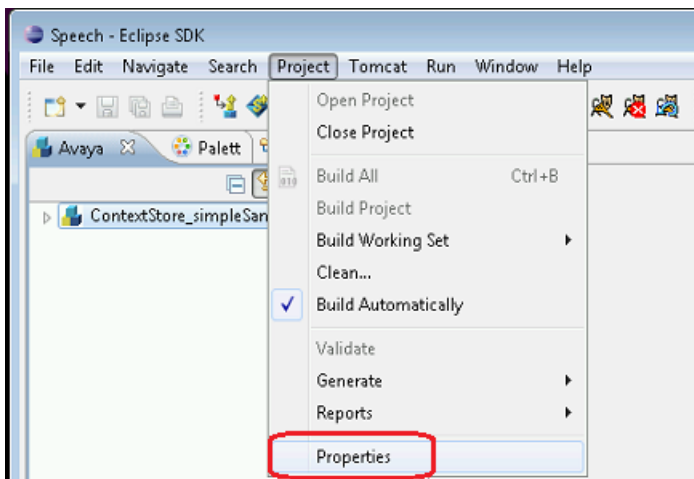 Speech - Eclipse SDK
File Edit Navigate Search Project Tomcat Run Window Help
Open Project
Close Project
Avaya Palett
Build All Ctrl+B
Build Project
ContextStore_simpleSan
Build Working Set
Clean...
Build Automatically
Validate
Generate
Reports
Properties